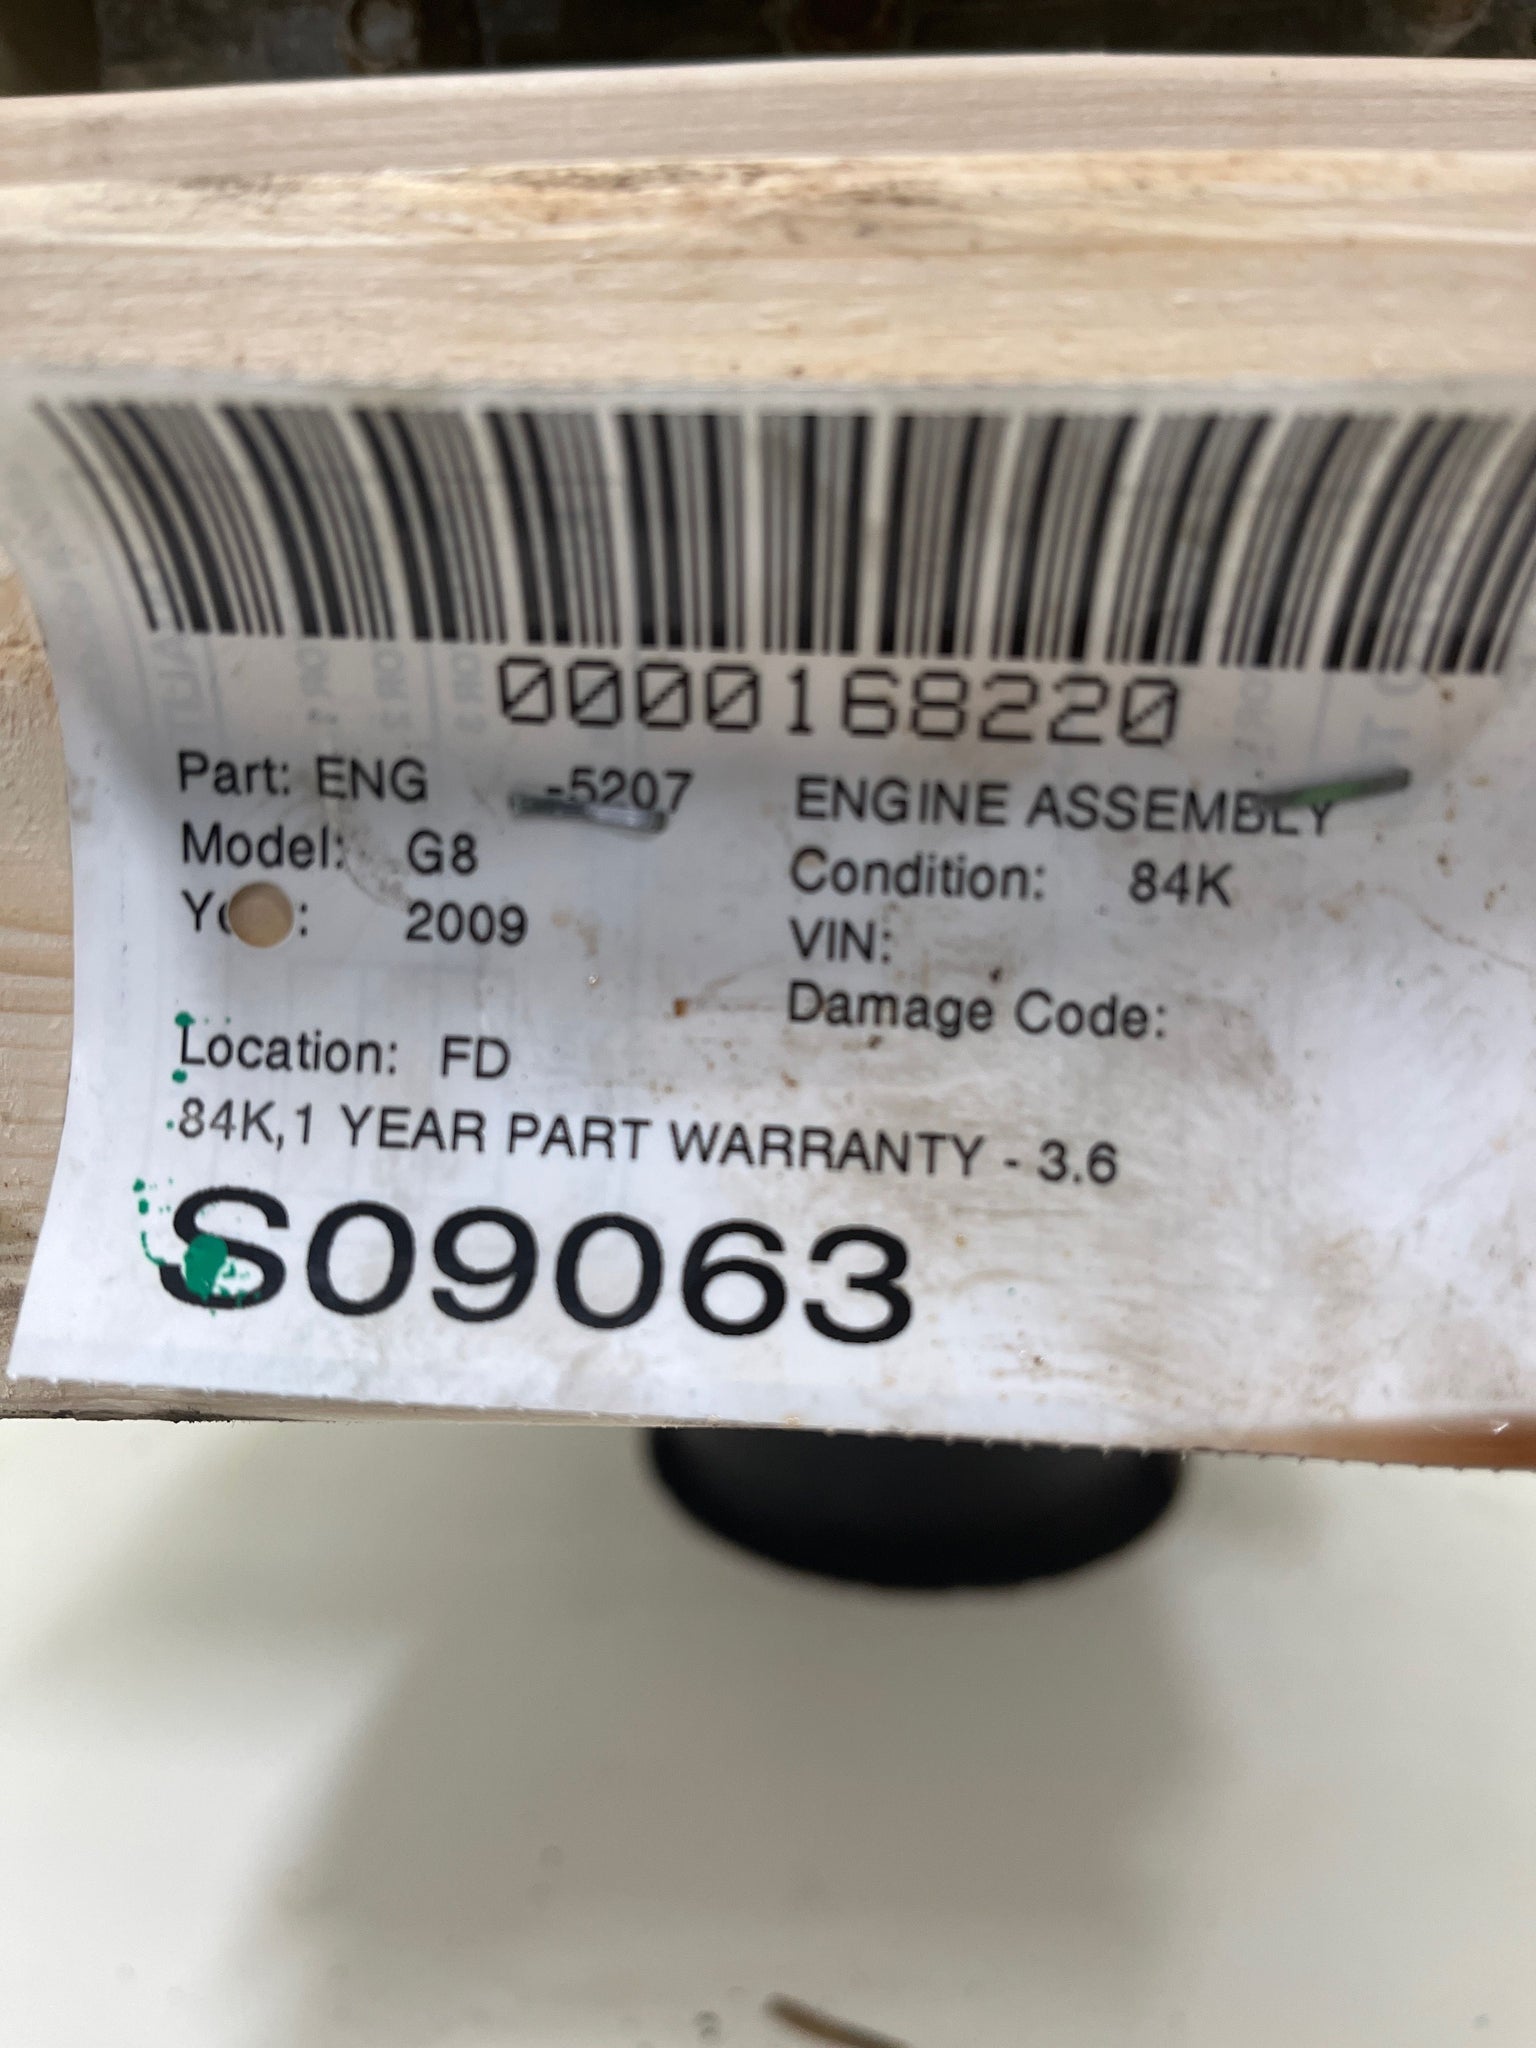 0000168220
Part: ENG -5207 ENGINE ASSEMBLY
Model: G8 Condition: 84K
2009 VIN:
Damage Code:
Location: FD
84K,1 YEAR PART WARRANTY - 3.6
S09063